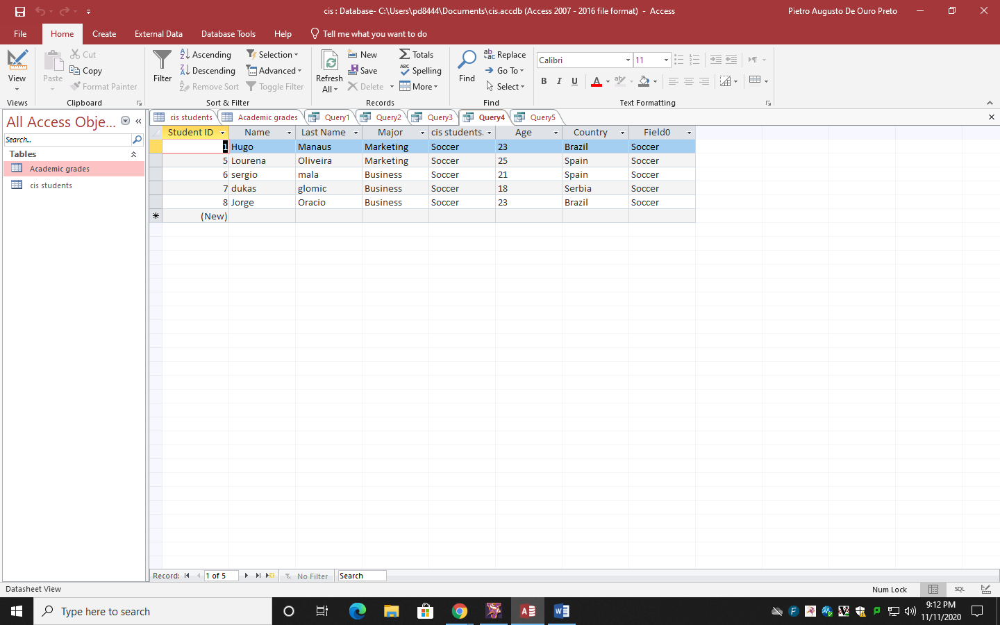 cis : Database- C:\Users\pd8444\Documents\cis.accdb (Access 2007 - 2016 file format) - Access
Pietro Augusto De Ouro Preto
File Home Create External Data Database Tools Help Tell me what you want to do
View
Views
Paste
Cut
Copy
Format Painter
Clipboard
Filter
Ascending
Descending
Remove Sort
Selection
Advanced
Toggle Filter
Sort & Filter
Refresh
All
New
Save
Delete
Totals
Spelling
More
Records
Find
Replace
Go To
Select
Find
Calibri 11
B I U A
Text Formatting
All Access Obje...
Search...
Tables
Academic grades
cis students
cis students Academic grades Query1 Query2 Query3 Query4 Query5
Student ID Name Last Name Major cis students. Age Country Field0
1 Hugo Manaus Marketing Soccer 23 Brazil Soccer
5 Lourena Oliveira Marketing Soccer 25 Spain Soccer
6 sergio mala Business Soccer 21 Spain Soccer
7 dukas glomic Business Soccer 18 Serbia Soccer
8 Jorge Oracio Business Soccer 23 Brazil Soccer
(New)
Record: 1 of 5 No Filter Search
Datasheet View
Num Lock SQL
Type here to search
9:12 PM
11/11/2020